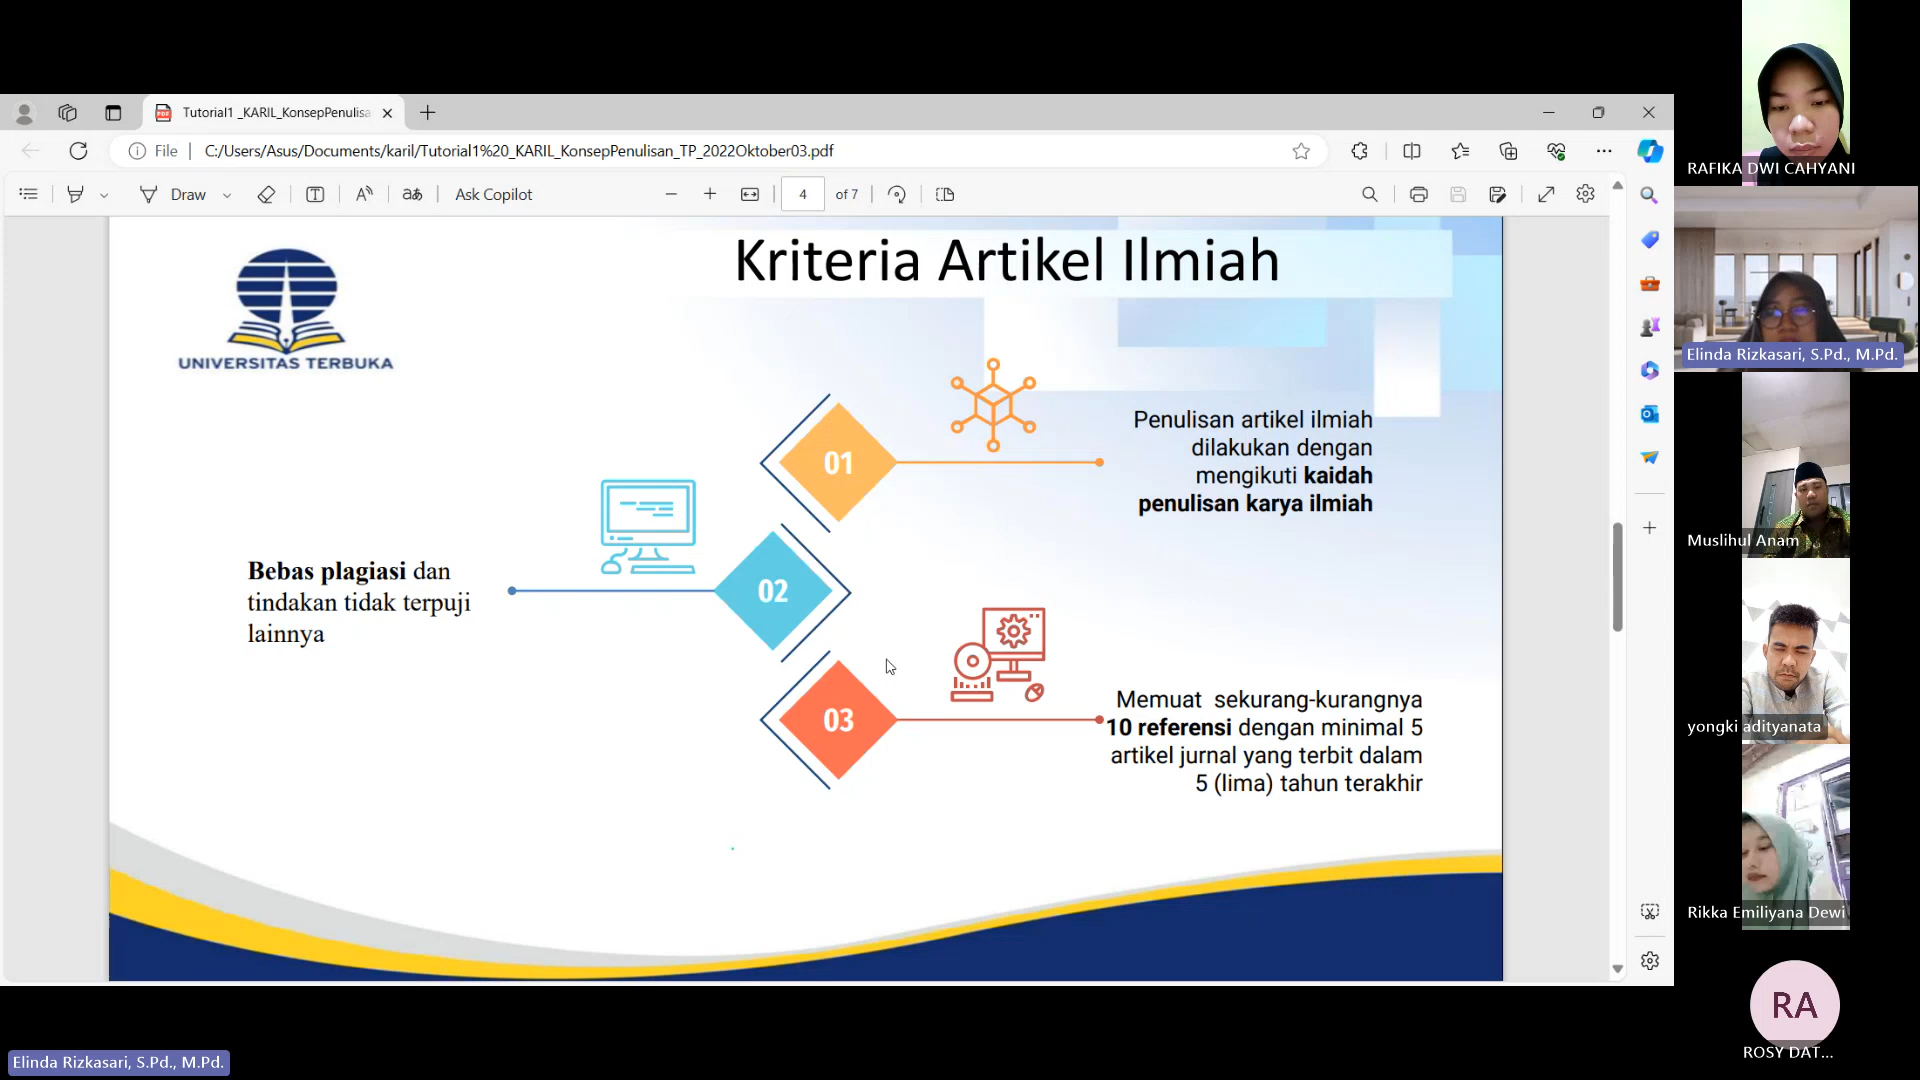 Tutorial1 _KARIL_KonsepPenulisa
File
C:/Users/Asus/Documents/karil/Tutorial1%20_KARIL_KonsepPenulisan_TP_2022Oktober03.pdf
Draw
Ask Copilot
4 of 7
Kriteria Artikel Ilmiah
UNIVERSITAS TERBUKA
01
Penulisan artikel ilmiah
dilakukan dengan
mengikuti kaidah
penulisan karya ilmiah
02
Bebas plagiasi dan
tindakan tidak terpuji
lainnya
03
Memuat sekurang-kurangnya
10 referensi dengan minimal 5
artikel jurnal yang terbit dalam
5 (lima) tahun terakhir
RAFIKA DWI CAHYANI
Elinda Rizkasari, S.Pd., M.Pd.
Muslihul Anam
yongki adityanata
Rikka Emiliyana Dewi
RA
ROSY DAT...
Elinda Rizkasari, S.Pd., M.Pd.